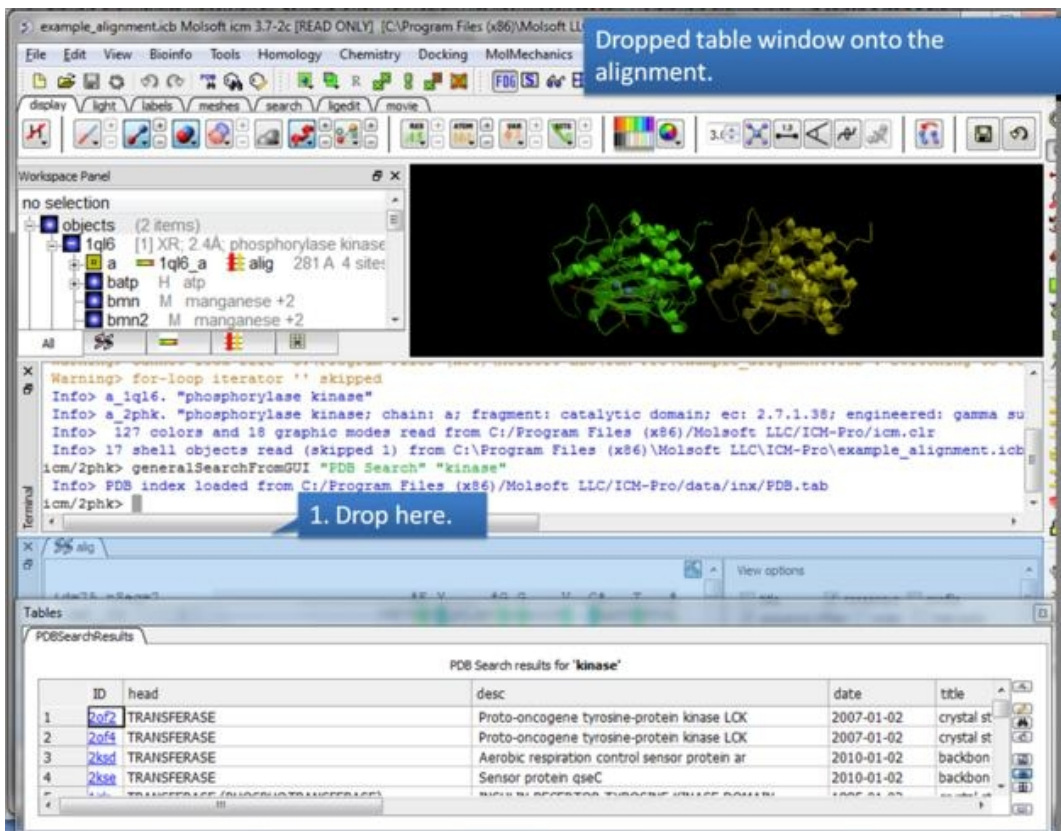 example_alignment.icb Molsoft icm 3.7-2c [READ ONLY] [C:\Program Files (x86)\Molsoft LL
Dropped table window onto the
alignment.
File Edit View Bioinfo Tools Homology Chemistry Docking MolMechanics
display light labels meshes search ligedit movie
Workspace Panel
no selection
objects (2 items)
1ql6 [1] XR; 2.4Å; phosphorylase kinase
a 1ql6_a alig 281 A 4 sites
batp H atp
bmn M manganese +2
bmn2 M manganese +2
All
Warning> for-loop iterator '' skipped
Info> a_1ql6. "phosphorylase kinase"
Info> a_2phk. "phosphorylase kinase; chain: a; fragment: catalytic domain; ec: 2.7.1.38; engineered: gamma su
Info> 127 colors and 18 graphic modes read from C:/Program Files (x86)/Molsoft LLC/ICM-Pro/icm.clr
Info> 17 shell objects read (skipped 1) from C:\Program Files (x86)\Molsoft LLC\ICM-Pro\example_alignment.icb
icm/2phk> generalSearchFromGUI "PDB Search" "kinase"
Info> PDB index loaded from C:/Program Files (x86)/Molsoft LLC/ICM-Pro/data/inx/PDB.tab
icm/2phk>
Terminal
1. Drop here.
alig
View options
Tables
PDBSearchResults
PDB Search results for 'kinase'
ID head desc date title
1 2of2 TRANSFERASE Proto-oncogene tyrosine-protein kinase LCK 2007-01-02 crystal st
2 2of4 TRANSFERASE Proto-oncogene tyrosine-protein kinase LCK 2007-01-02 crystal st
3 2ksd TRANSFERASE Aerobic respiration control sensor protein ar 2010-01-02 backbon
4 2kse TRANSFERASE Sensor protein qseC 2010-01-02 backbon